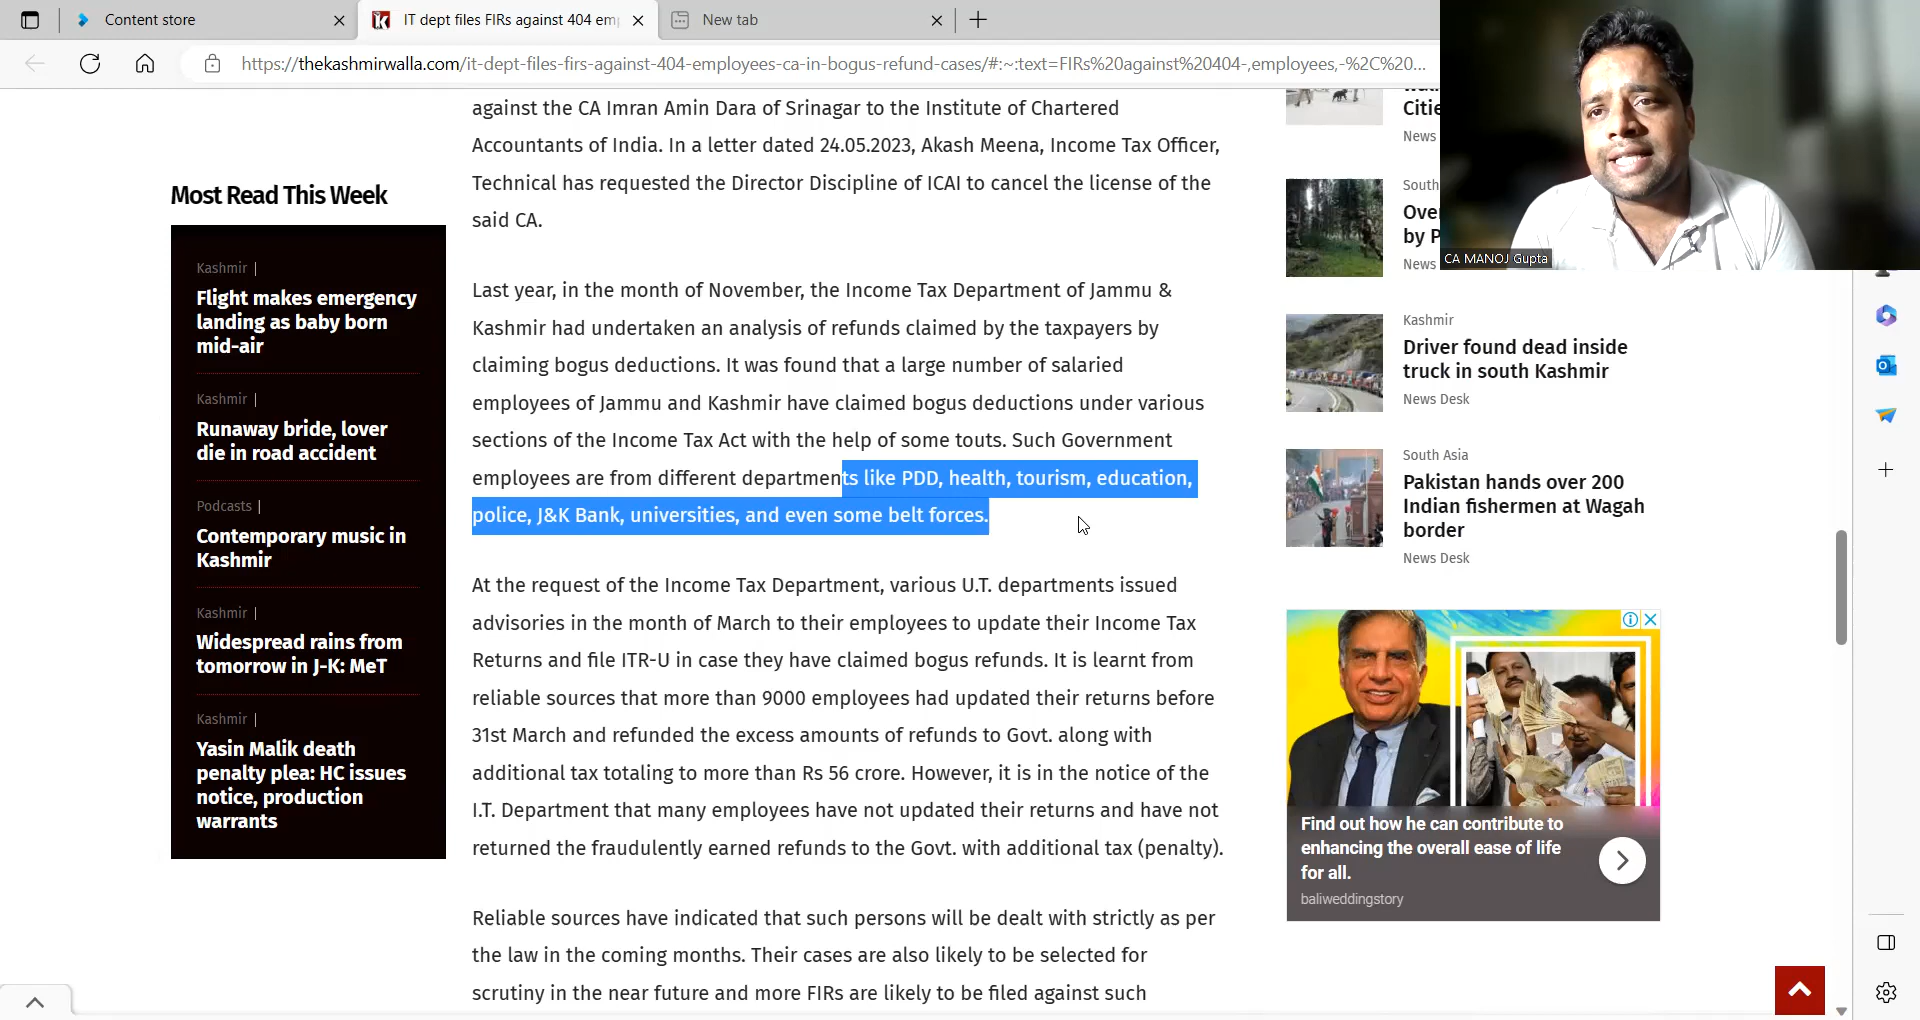 Content store
IT dept files FIRs against 404 em
New tab
https://thekashmirwalla.com/it-dept-files-firs-against-404-employees-ca-in-bogus-refund-cases/#:~:text=FIRs%20against%20404-,employees,-%2C%20...
against the CA Imran Amin Dara of Srinagar to the Institute of Chartered
Accountants of India. In a letter dated 24.05.2023, Akash Meena, Income Tax Officer,
Technical has requested the Director Discipline of ICAI to cancel the license of the
said CA.
Last year, in the month of November, the Income Tax Department of Jammu &
Kashmir had undertaken an analysis of refunds claimed by the taxpayers by
claiming bogus deductions. It was found that a large number of salaried
employees of Jammu and Kashmir have claimed bogus deductions under various
sections of the Income Tax Act with the help of some touts. Such Government
employees are from different departments like PDD, health, tourism, education,
police, J&K Bank, universities, and even some belt forces.
At the request of the Income Tax Department, various U.T. departments issued
advisories in the month of March to their employees to update their Income Tax
Returns and file ITR-U in case they have claimed bogus refunds. It is learnt from
reliable sources that more than 9000 employees had updated their returns before
31st March and refunded the excess amounts of refunds to Govt. along with
additional tax totaling to more than Rs 56 crore. However, it is in the notice of the
I.T. Department that many employees have not updated their returns and have not
returned the fraudulently earned refunds to the Govt. with additional tax (penalty).
Reliable sources have indicated that such persons will be dealt with strictly as per
the law in the coming months. Their cases are also likely to be selected for
scrutiny in the near future and more FIRs are likely to be filed against such
Most Read This Week
Kashmir |
Flight makes emergency
landing as baby born
mid-air
Kashmir |
Runaway bride, lover
die in road accident
Podcasts |
Contemporary music in
Kashmir
Kashmir |
Widespread rains from
tomorrow in J-K: MeT
Kashmir |
Yasin Malik death
penalty plea: HC issues
notice, production
warrants
Citie
News
South
Over
by P
News
CA MANOJ Gupta
Kashmir
Driver found dead inside
truck in south Kashmir
News Desk
South Asia
Pakistan hands over 200
Indian fishermen at Wagah
border
News Desk
Find out how he can contribute to
enhancing the overall ease of life
for all.
baliweddingstory